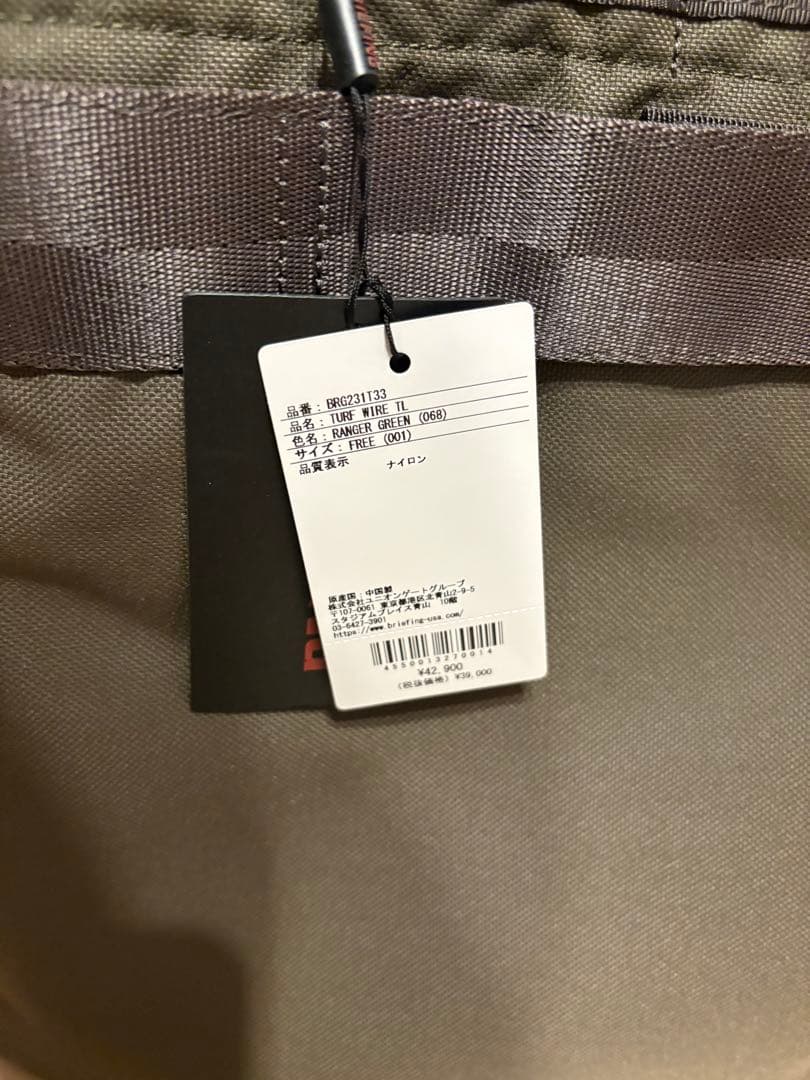 品番：BRG231T33
品名：TURF WIRE TL
色名：RANGER GREEN (068)
サイズ：FREE (001)
品質表示 ナイロン
原産国：中国製
株式会社ユニオンゲートグループ
〒107-0061 東京都港区北青山2-9-5
スタジアムプレイス青山 10階
03-6427-3901
https://www.briefing-usa.com/
4550013270014
¥42,900
(税抜価格) ¥39,000